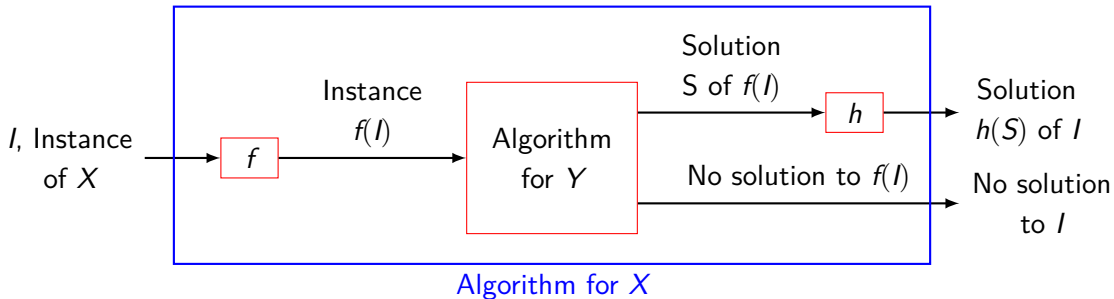 I, Instance
of X
f
Instance
f(I)
Algorithm
for Y
Solution
S of f(I)
h
Solution
h(S) of I
No solution to f(I)
No solution
to I
Algorithm for X